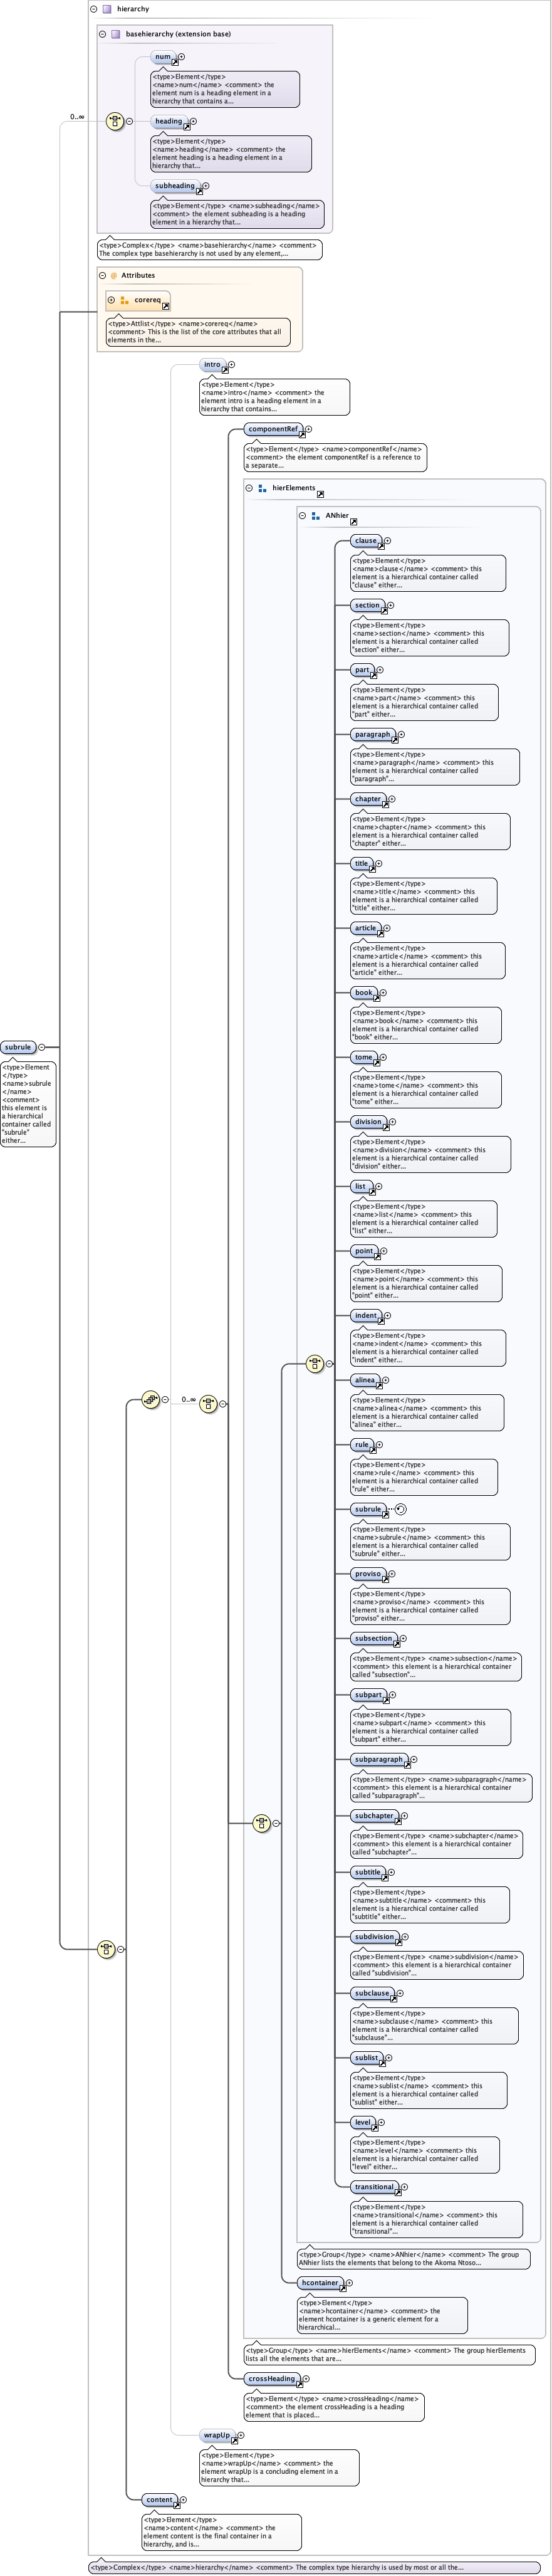 hierarchy
basehierarchy (extension base)
num
<type>Element</type>
<name>num</name> <comment> the
element num is a heading element in a
hierarchy that contains a...
0..∞
heading
<type>Element</type>
<name>heading</name> <comment> the
element heading is a heading element in a
hierarchy that...
subheading
<type>Element</type> <name>subheading</name>
<comment> the element subheading is a heading
element in a hierarchy that...
<type>Complex</type> <name>basehierarchy</name> <comment>
The complex type basehierarchy is not used by any element,...
Attributes
corereq
<type>Attlist</type> <name>corereq</name>
<comment> This is the list of the core attributes that all
elements in the...
intro
<type>Element</type>
<name>intro</name> <comment> the
element intro is a heading element in a
hierarchy that contains...
componentRef
<type>Element</type> <name>componentRef</name>
<comment> the element componentRef is a reference to
a separate...
hierElements
ANhier
clause
<type>Element</type>
<name>clause</name> <comment> this
element is a hierarchical container called
"clause" either...
section
<type>Element</type>
<name>section</name> <comment> this
element is a hierarchical container called
"section" either...
part
<type>Element</type>
<name>part</name> <comment> this
element is a hierarchical container called
"part" either...
paragraph
<type>Element</type>
<name>paragraph</name> <comment> this
element is a hierarchical container called
"paragraph"...
chapter
<type>Element</type>
<name>chapter</name> <comment> this
element is a hierarchical container called
"chapter" either...
title
<type>Element</type>
<name>title</name> <comment> this
element is a hierarchical container called
"title" either...
article
<type>Element</type>
<name>article</name> <comment> this
element is a hierarchical container called
"article" either...
book
<type>Element</type>
<name>book</name> <comment> this
element is a hierarchical container called
"book" either...
subrule
<type>Element
</type>
<name>subrule
</name>
<comment>
this element is
a hierarchical
container called
"subrule"
either...
tome
<type>Element</type>
<name>tome</name> <comment> this
element is a hierarchical container called
"tome" either...
division
<type>Element</type>
<name>division</name> <comment> this
element is a hierarchical container called
"division" either...
list
<type>Element</type>
<name>list</name> <comment> this
element is a hierarchical container called
"list" either...
point
<type>Element</type>
<name>point</name> <comment> this
element is a hierarchical container called
"point" either...
indent
<type>Element</type>
<name>indent</name> <comment> this
element is a hierarchical container called
"indent" either...
alinea
<type>Element</type>
<name>alinea</name> <comment> this
element is a hierarchical container called
"alinea" either...
0..∞
rule
<type>Element</type>
<name>rule</name> <comment> this
element is a hierarchical container called
"rule" either...
subrule
<type>Element</type>
<name>subrule</name> <comment> this
element is a hierarchical container called
"subrule" either...
proviso
<type>Element</type>
<name>proviso</name> <comment> this
element is a hierarchical container called
"proviso" either...
subsection
<type>Element</type> <name>subsection</name>
<comment> this element is a hierarchical container
called "subsection"...
subpart
<type>Element</type>
<name>subpart</name> <comment> this
element is a hierarchical container called
"subpart" either...
subparagraph
<type>Element</type> <name>subparagraph</name>
<comment> this element is a hierarchical container
called "subparagraph"...
subchapter
<type>Element</type> <name>subchapter</name>
<comment> this element is a hierarchical container
called "subchapter"...
subtitle
<type>Element</type>
<name>subtitle</name> <comment> this
element is a hierarchical container called
"subtitle" either...
subdivision
<type>Element</type> <name>subdivision</name>
<comment> this element is a hierarchical container
called "subdivision"...
subclause
<type>Element</type>
<name>subclause</name> <comment> this
element is a hierarchical container called
"subclause"...
sublist
<type>Element</type>
<name>sublist</name> <comment> this
element is a hierarchical container called
"sublist" either...
level
<type>Element</type>
<name>level</name> <comment> this
element is a hierarchical container called
"level" either...
transitional
<type>Element</type>
<name>transitional</name> <comment> this
element is a hierarchical container called
"transitional"...
<type>Group</type> <name>ANhier</name> <comment> The group
ANhier lists the elements that belong to the Akoma Ntoso...
hcontainer
<type>Element</type>
<name>hcontainer</name> <comment> the
element hcontainer is a generic element for a
hierarchical...
<type>Group</type> <name>hierElements</name> <comment> The group hierElements
lists all the elements that are...
crossHeading
<type>Element</type> <name>crossHeading</name>
<comment> the element crossHeading is a heading
element that is placed...
wrapUp
<type>Element</type>
<name>wrapUp</name> <comment> the
element wrapUp is a concluding element in a
hierarchy that...
content
<type>Element</type>
<name>content</name> <comment> the
element content is the final container in a
hierarchy, and is...
<type>Complex</type> <name>hierarchy</name> <comment> The complex type hierarchy is used by most or all the...